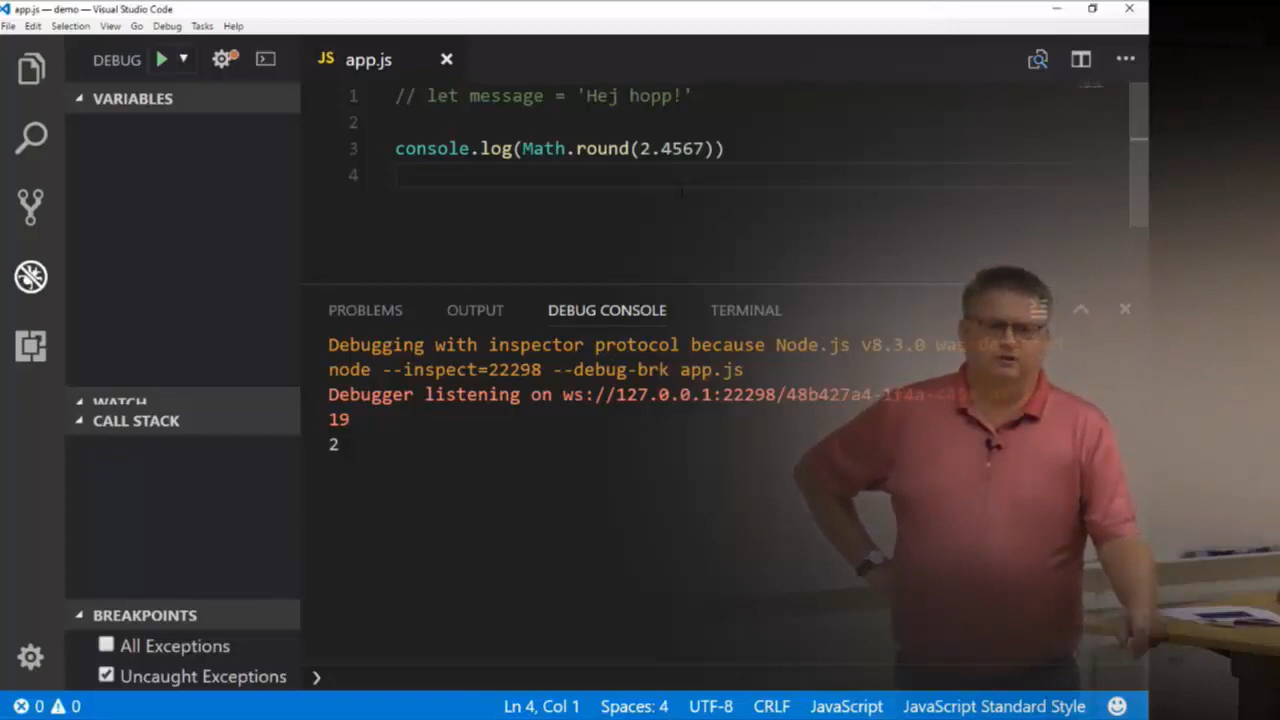 app.js — demo — Visual Studio Code
File Edit Selection View Go Debug Tasks Help
DEBUG
JS app.js
VARIABLES
1 // let message = 'Hej hopp!'
2
3 console.log(Math.round(2.4567))
4
WATCH
CALL STACK
PROBLEMS OUTPUT DEBUG CONSOLE TERMINAL
Debugging with inspector protocol because Node.js v8.3.0 was
node --inspect=22298 --debug-brk app.js
Debugger listening on ws://127.0.0.1:22298/48b427a4-1f4a-
19
2
BREAKPOINTS
All Exceptions
Uncaught Exceptions
0 0 Ln 4, Col 1 Spaces: 4 UTF-8 CRLF JavaScript JavaScript Standard Style